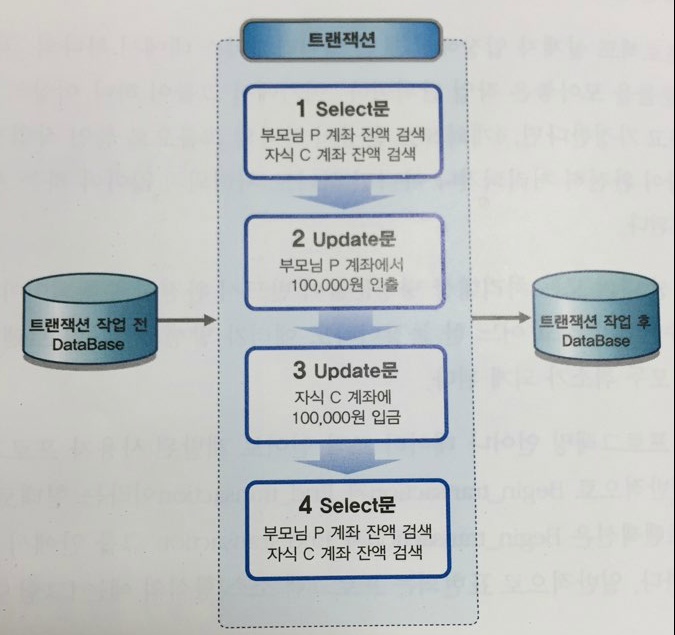 트랜잭션
1 Select문
부모님 P 계좌 잔액 검색
자식 C 계좌 잔액 검색
2 Update문
부모님 P 계좌에서
100,000원 인출
트랜잭션 작업 전
DataBase
트랜잭션 작업 후
DataBase
3 Update문
자식 C 계좌에
100,000원 입금
4 Select문
부모님 P 계좌 잔액 검색
자식 C 계좌 잔액 검색